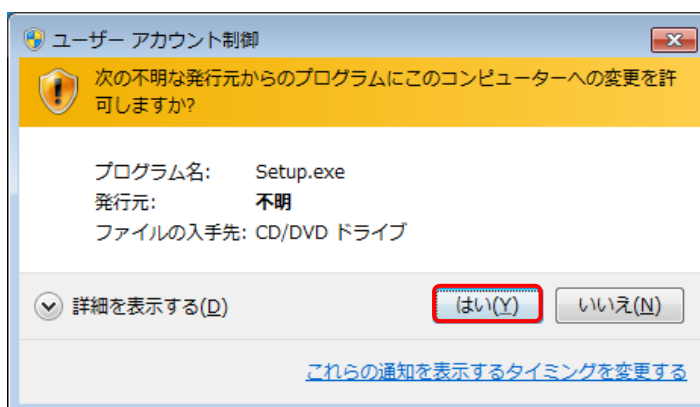 ユーザー アカウント制御
次の不明な発行元からのプログラムにこのコンピューターへの変更を許
可しますか?
プログラム名: Setup.exe
発行元: 不明
ファイルの入手先: CD/DVD ドライブ
詳細を表示する(D) はい(Y) いいえ(N)
これらの通知を表示するタイミングを変更する